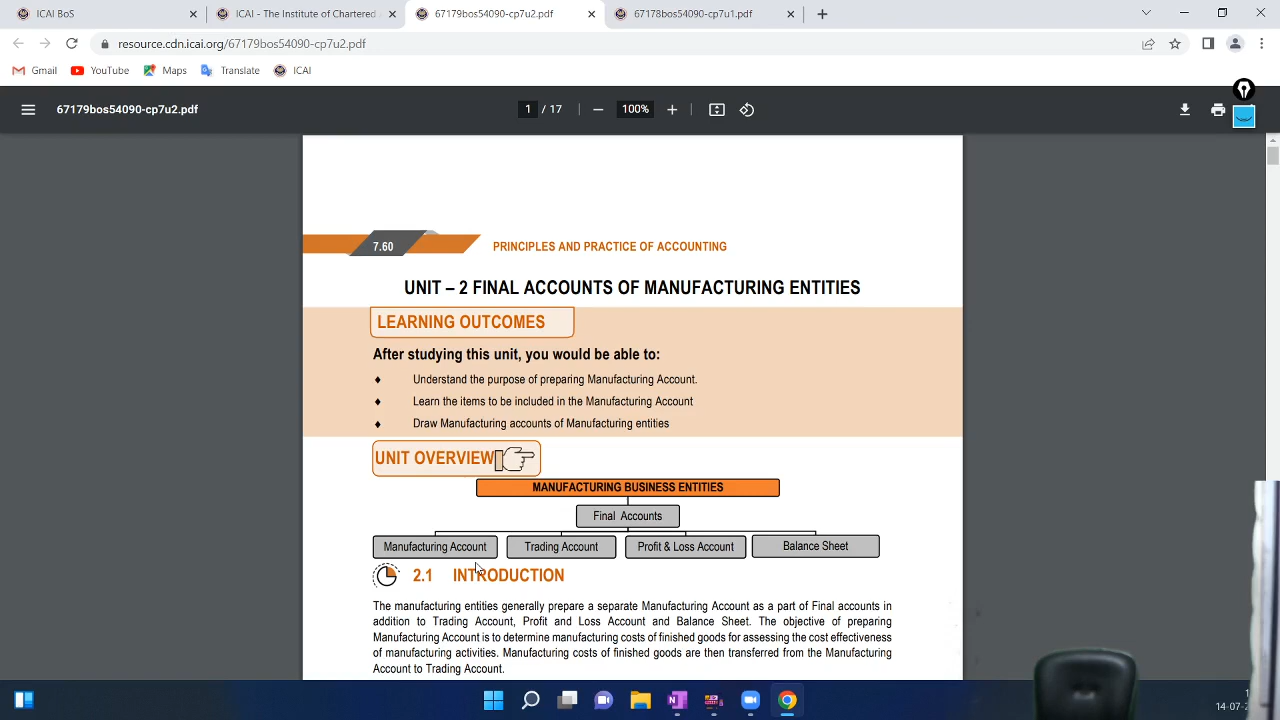 ICAI BoS
ICAI - The Institute of Chartered A
67179bos54090-cp7u2.pdf
67178bos54090-cp7u1.pdf
resource.cdn.icai.org/67179bos54090-cp7u2.pdf
Gmail
YouTube
Maps
Translate
ICAI
67179bos54090-cp7u2.pdf
1 / 17
100%
7.60
PRINCIPLES AND PRACTICE OF ACCOUNTING
UNIT – 2 FINAL ACCOUNTS OF MANUFACTURING ENTITIES
LEARNING OUTCOMES
After studying this unit, you would be able to:
♦ Understand the purpose of preparing Manufacturing Account.
♦ Learn the items to be included in the Manufacturing Account
♦ Draw Manufacturing accounts of Manufacturing entities
UNIT OVERVIEW
MANUFACTURING BUSINESS ENTITIES
Final Accounts
Manufacturing Account
Trading Account
Profit & Loss Account
Balance Sheet
2.1 INTRODUCTION
The manufacturing entities generally prepare a separate Manufacturing Account as a part of Final accounts in
addition to Trading Account, Profit and Loss Account and Balance Sheet. The objective of preparing
Manufacturing Account is to determine manufacturing costs of finished goods for assessing the cost effectiveness
of manufacturing activities. Manufacturing costs of finished goods are then transferred from the Manufacturing
Account to Trading Account.
14-07-2